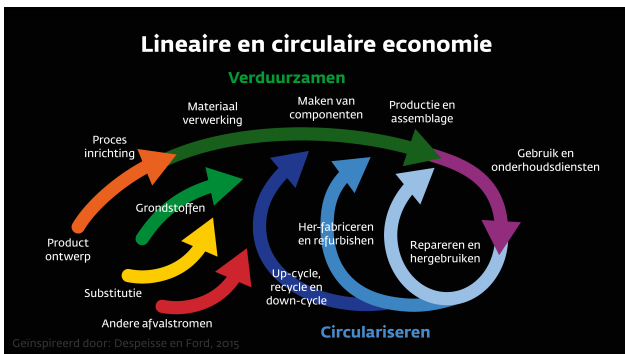 Lineaire en circulaire economie
Verduurzamen
Materiaal
verwerking
Maken van
componenten
Productie en
assemblage
Proces
inrichting
Gebruik en
onderhoudsdiensten
Grondstoffen
Product
ontwerp
Her-fabriceren
en refurbishen
Repareren en
hergebruiken
Substitutie
Up-cycle,
recycle en
down-cycle
Andere afvalstromen
Circulariseren
Geïnspireerd door: Despeisse en Ford, 2015